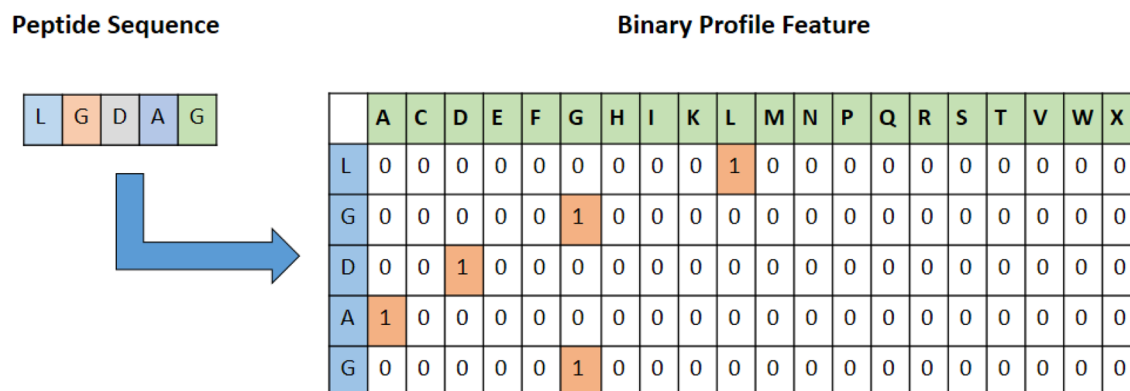 Peptide Sequence
Binary Profile Feature
L G D A G
A C D E F G H I K L M N P Q R S T V W X
L 0 0 0 0 0 0 0 0 0 1 0 0 0 0 0 0 0 0 0 0
G 0 0 0 0 0 1 0 0 0 0 0 0 0 0 0 0 0 0 0 0
D 0 0 1 0 0 0 0 0 0 0 0 0 0 0 0 0 0 0 0 0
A 1 0 0 0 0 0 0 0 0 0 0 0 0 0 0 0 0 0 0 0
G 0 0 0 0 0 1 0 0 0 0 0 0 0 0 0 0 0 0 0 0